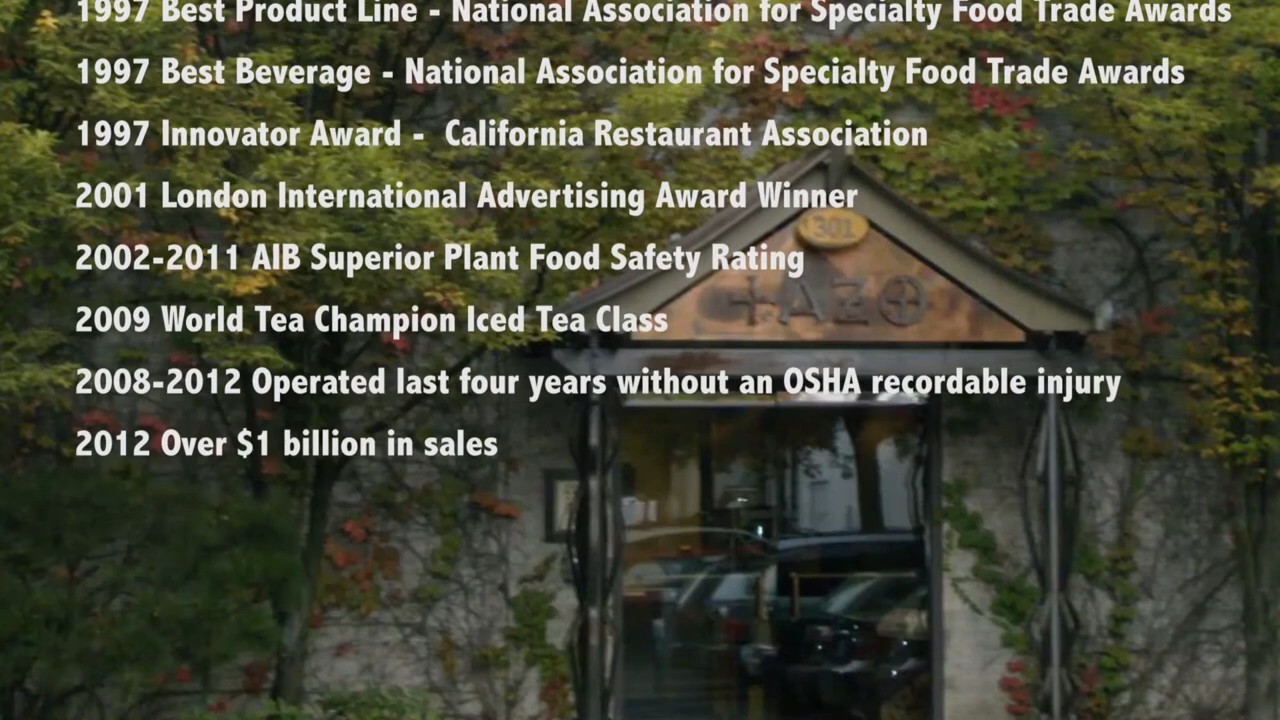 1997 Best Product Line - National Association for Specialty Food Trade Awards
1997 Best Beverage - National Association for Specialty Food Trade Awards
1997 Innovator Award - California Restaurant Association
2001 London International Advertising Award Winner
2002-2011 AIB Superior Plant Food Safety Rating
2009 World Tea Champion Iced Tea Class
2008-2012 Operated last four years without an OSHA recordable injury
2012 Over $1 billion in sales
301
TAZO